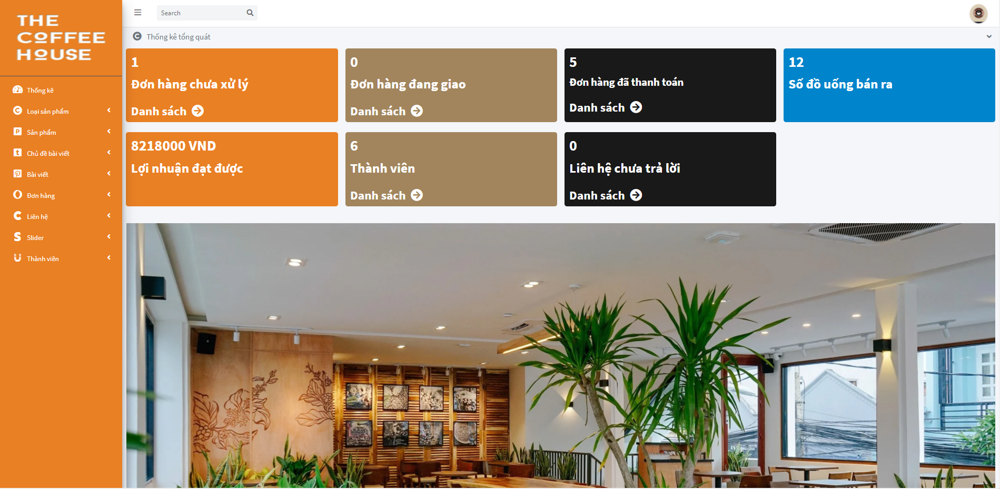 THE
COFFEE
HOUSE
Search
Thống kê tổng quát
Thống kê
Loại sản phẩm
Sản phẩm
Chủ đề bài viết
Bài viết
Đơn hàng
Liên hệ
Slider
Thành viên
1
Đơn hàng chưa xử lý
Danh sách
0
Đơn hàng đang giao
Danh sách
5
Đơn hàng đã thanh toán
Danh sách
12
Số đồ uống bán ra
8218000 VND
Lợi nhuận đạt được
6
Thành viên
Danh sách
0
Liên hệ chưa trả lời
Danh sách